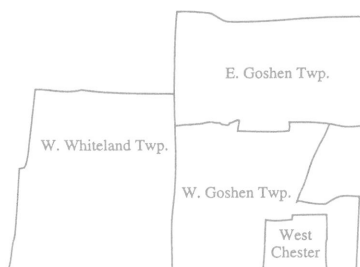 E. Goshen Twp.
W. Whiteland Twp.
W. Goshen Twp.
West
Chester